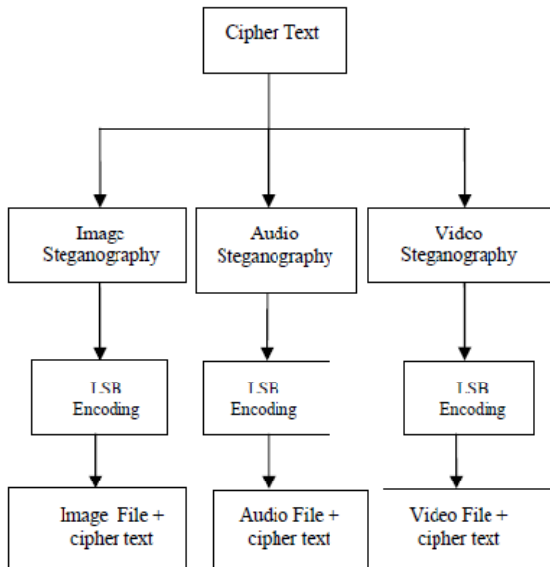 Cipher Text
Image
Steganography
Audio
Steganography
Video
Steganography
LSB
Encoding
LSB
Encoding
LSB
Encoding
Image File +
cipher text
Audio File +
cipher text
Video File +
cipher text